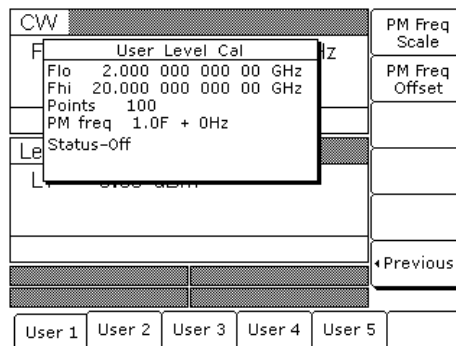 CW
PM Freq Scale
F
Hz
User Level Cal
Flo 2.000 000 000 00 GHz
Fhi 20.000 000 000 00 GHz
Points 100
PM freq 1.0F + 0Hz
Status-Off
PM Freq Offset
Le
Previous
User 1
User 2
User 3
User 4
User 5